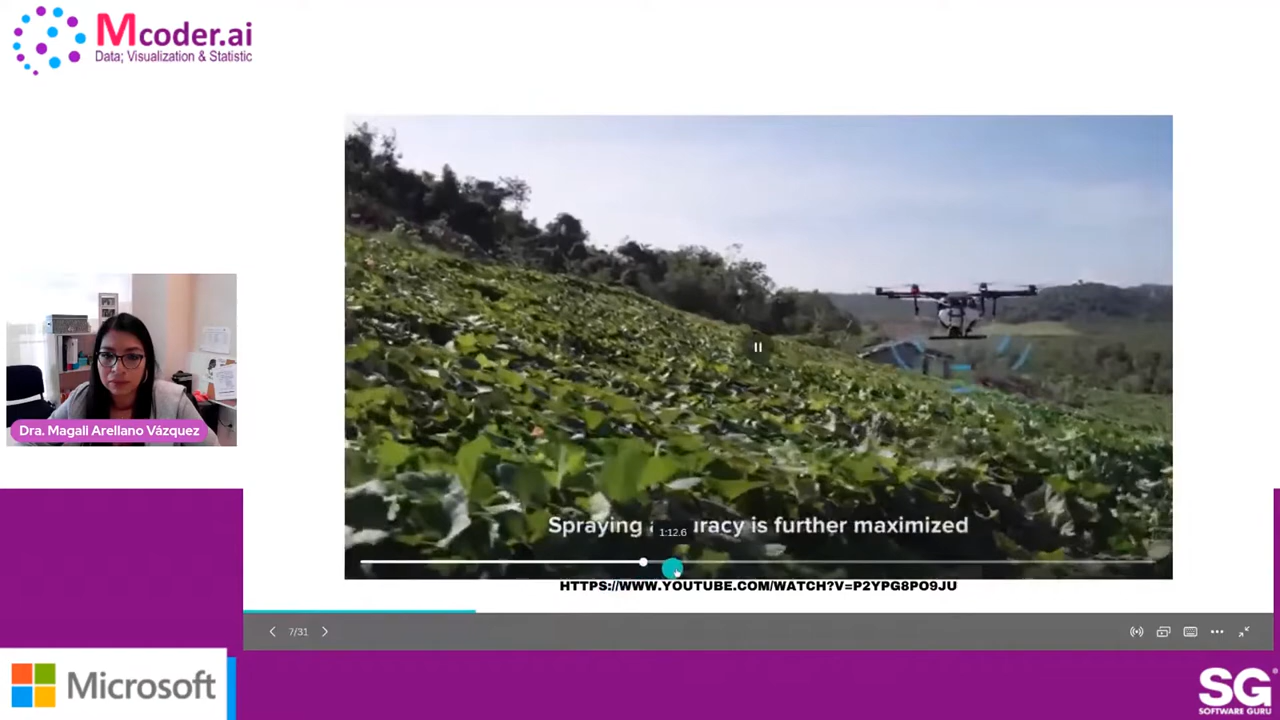 Mcoder.ai
Data; Visualization & Statistic
Dra. Magali Arellano Vázquez
Spraying uracy is further maximized
1:12.6
HTTPS://WWW.YOUTUBE.COM/WATCH?V=P2YPG8PO9JU
7/31
Microsoft
SG
SOFTWARE GURU